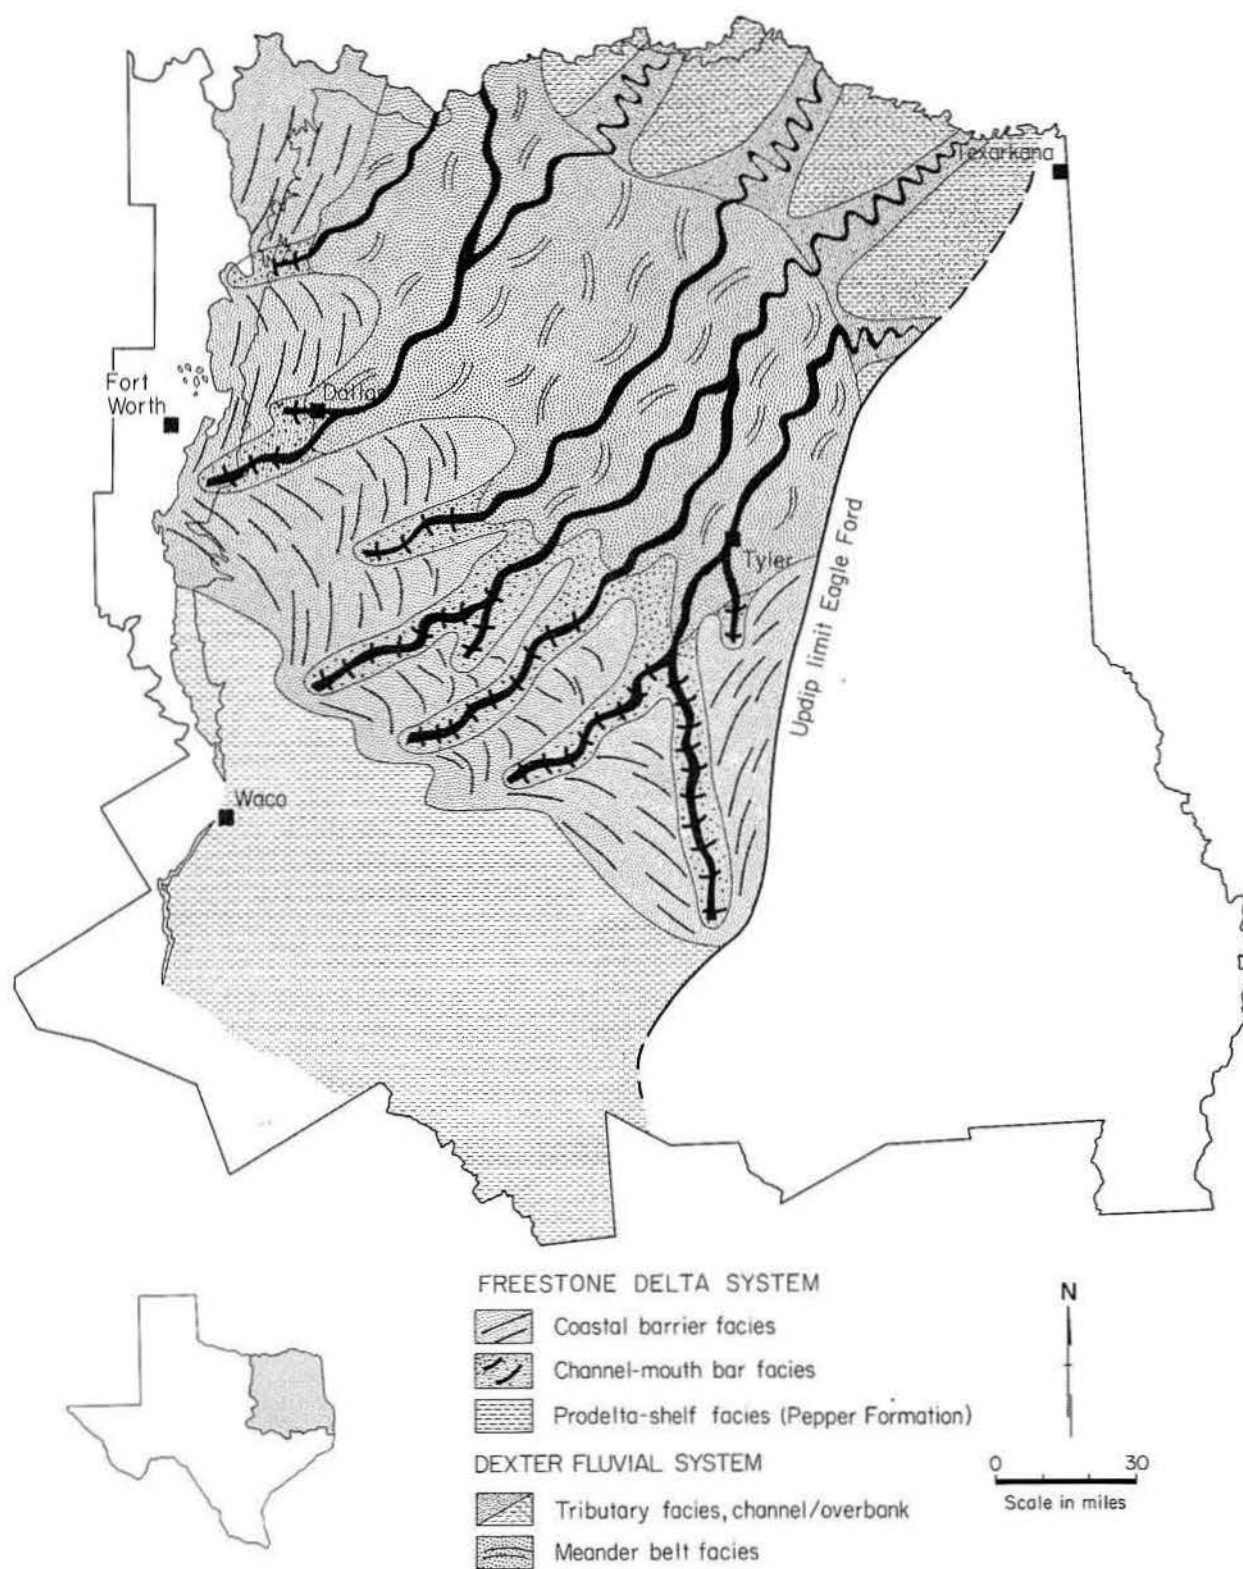 Texarkana
Fort
Worth
Dallas
Tyler
Updip limit Eagle Ford
Waco
FREESTONE DELTA SYSTEM
Coastal barrier facies
Channel-mouth bar facies
Prodelta-shelf facies (Pepper Formation)
DEXTER FLUVIAL SYSTEM
Tributary facies, channel/overbank
Meander belt facies
N
0 30
Scale in miles